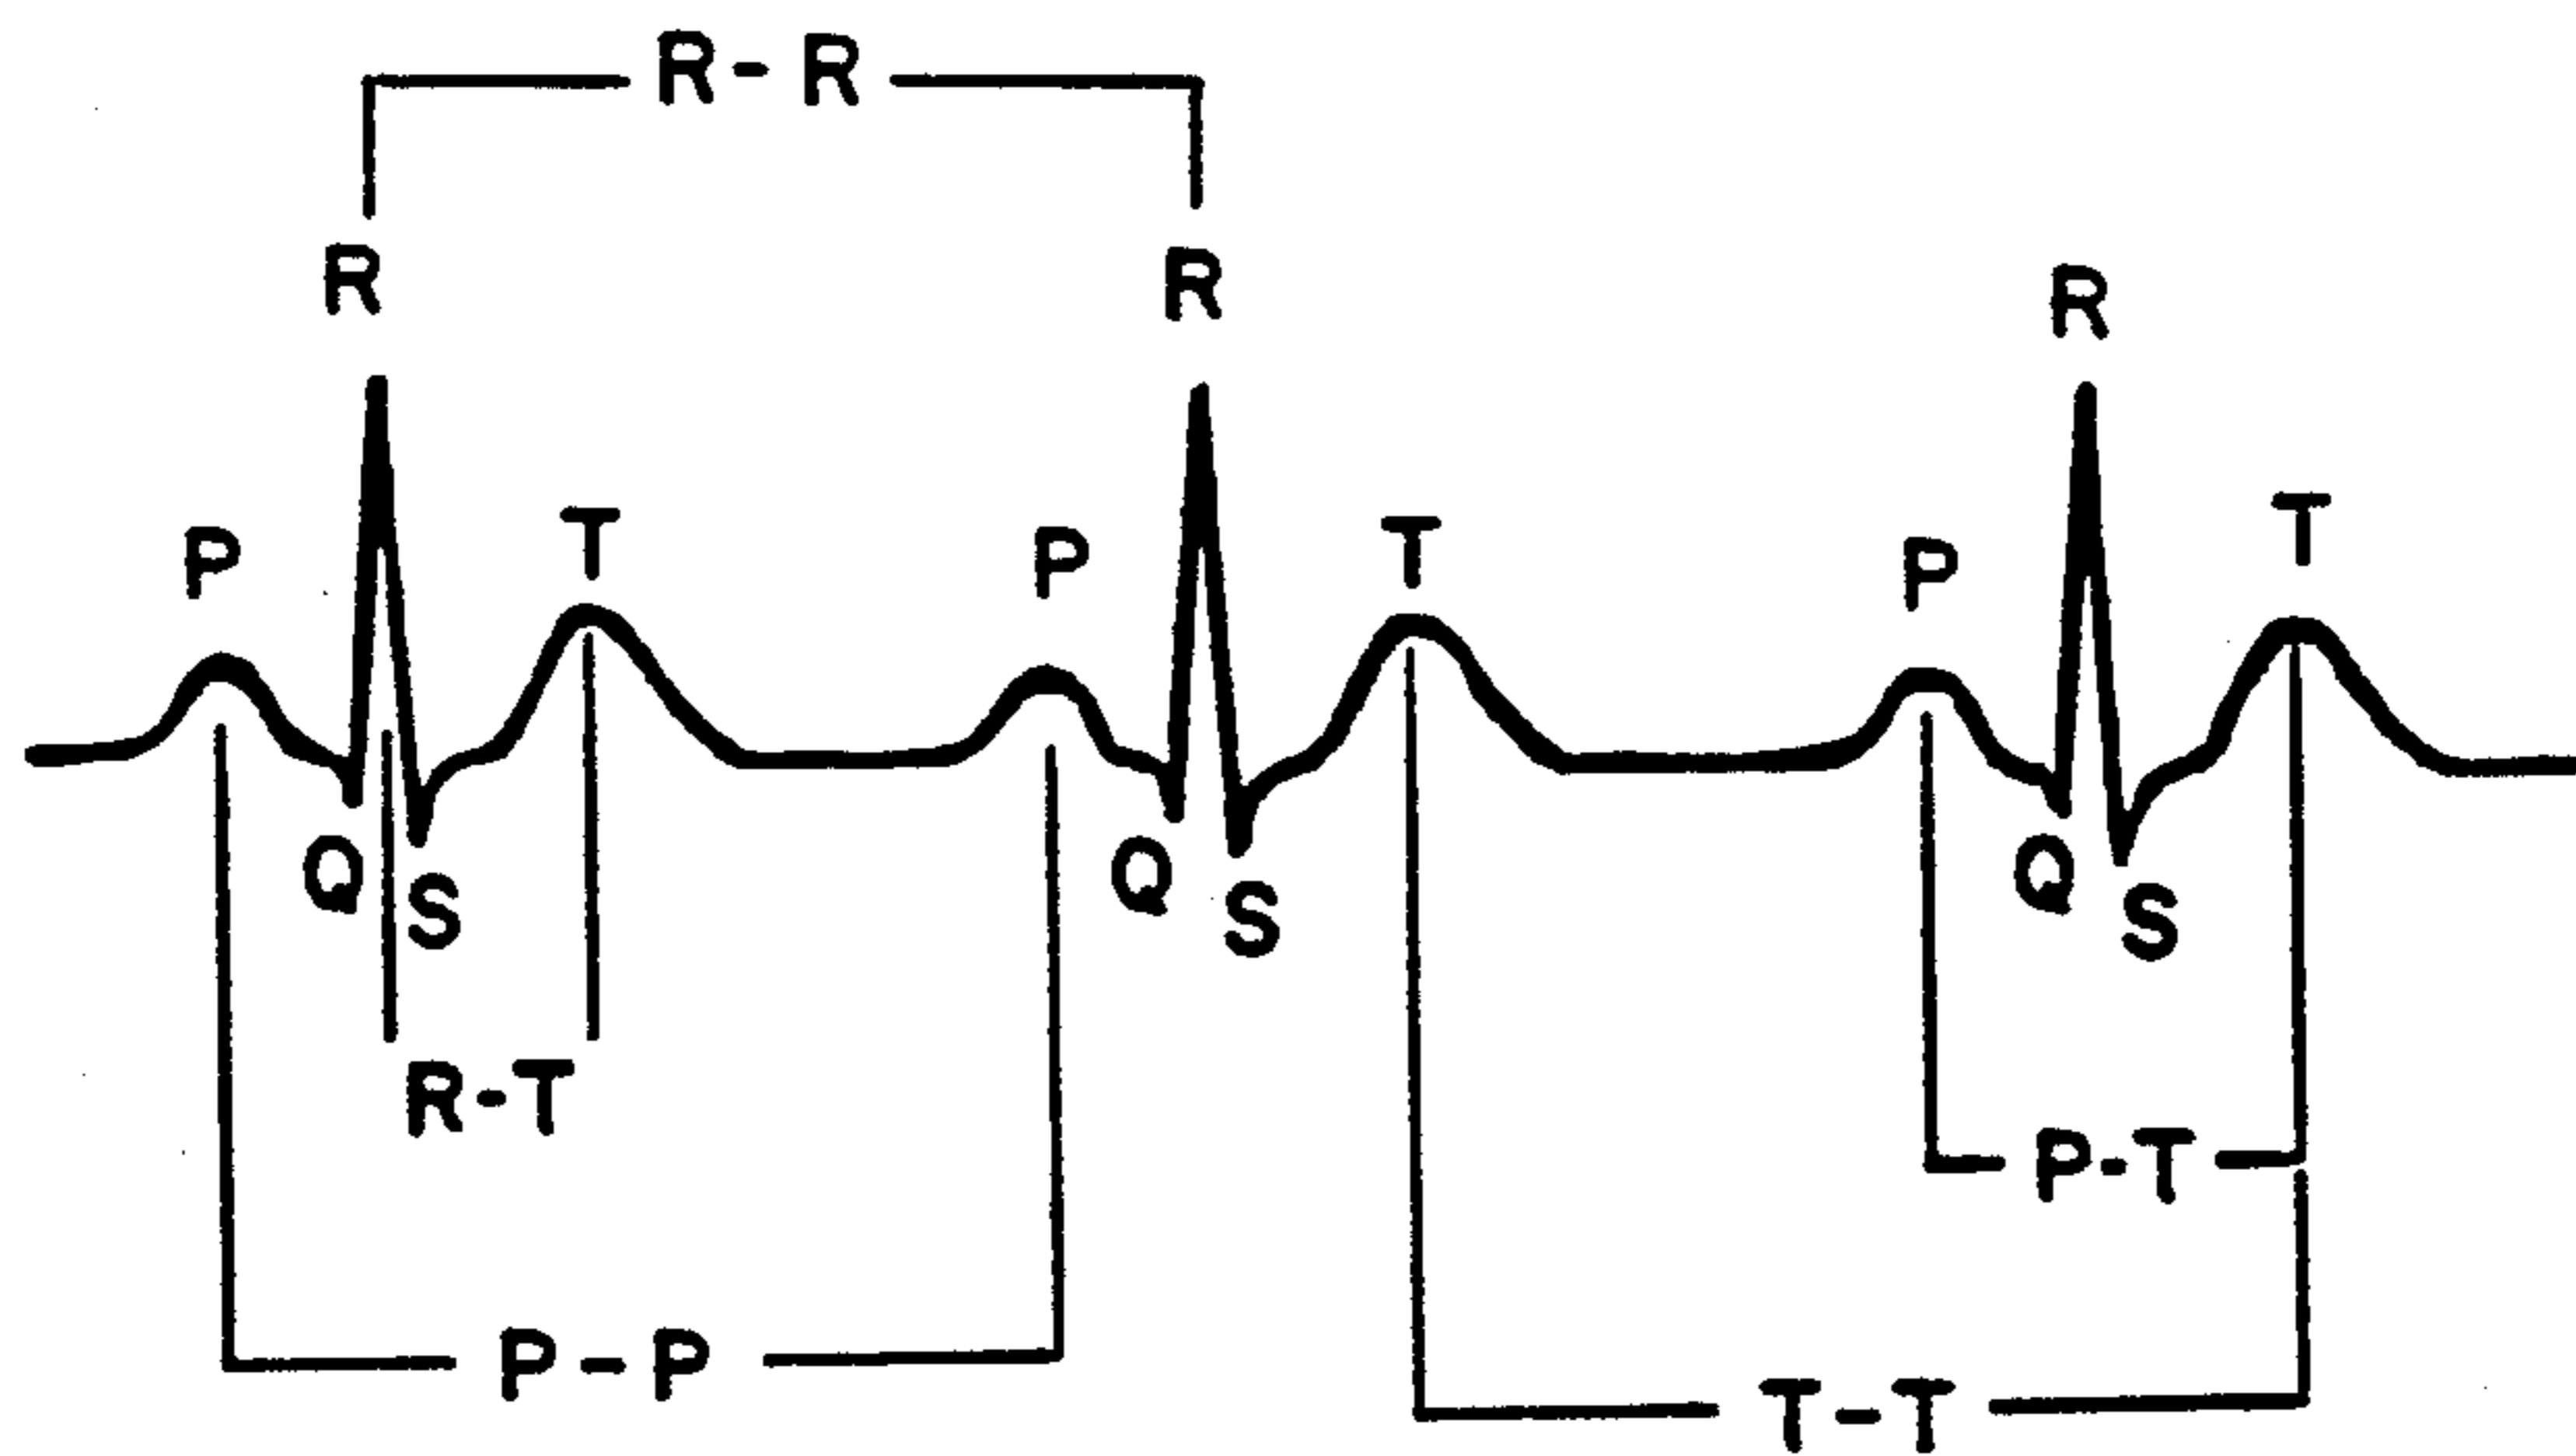 R - R
R R R
P T P T P T
Q S Q S Q S
R-T
P-T
P - P
T - T